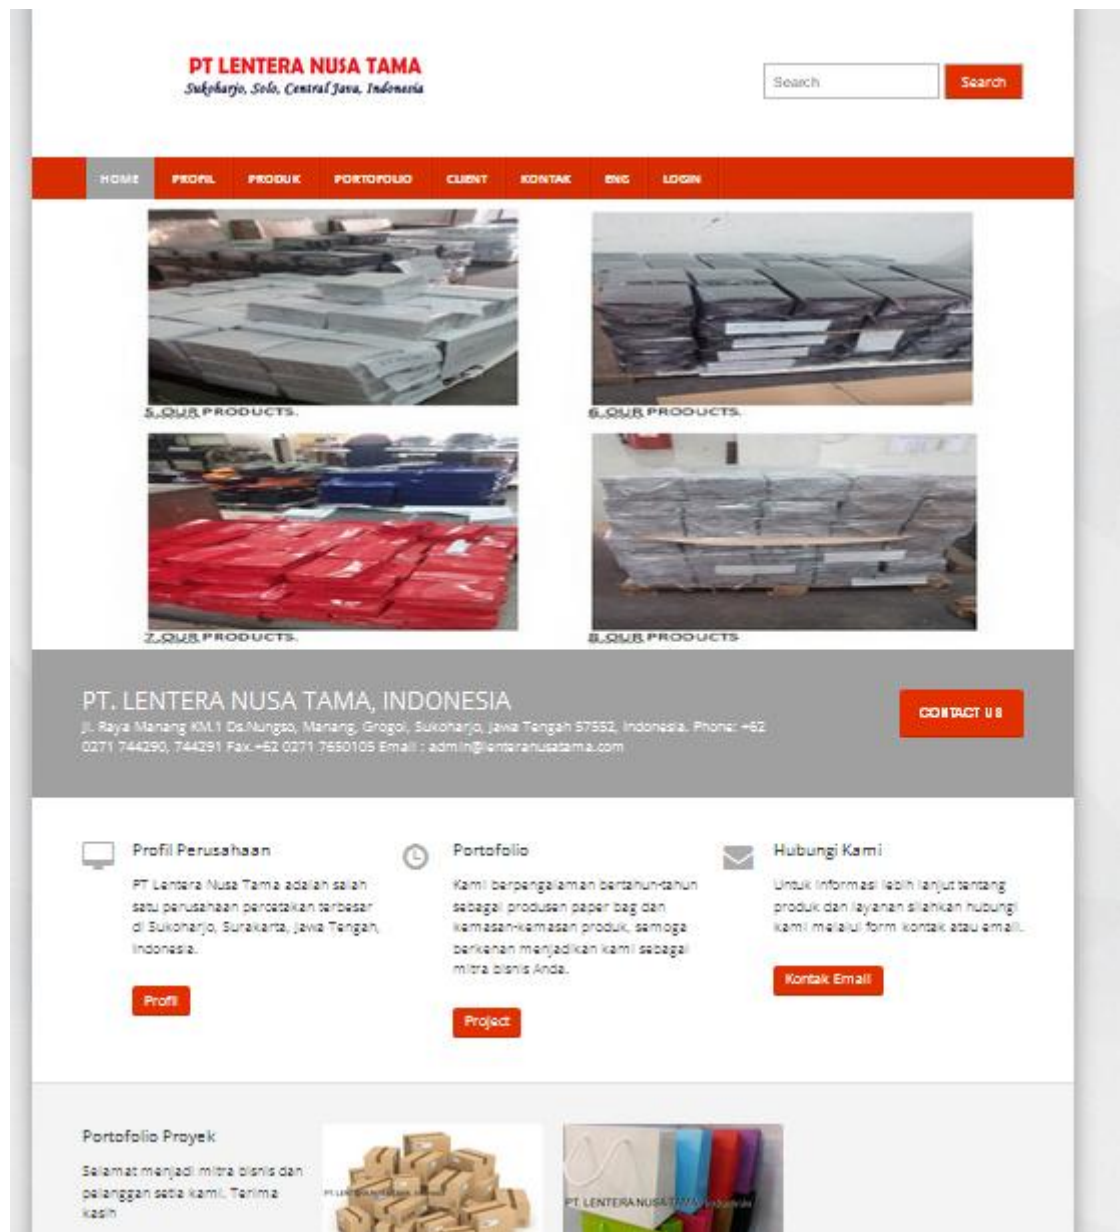 PT LENTERA NUSA TAMA
Sukoharjo, Solo, Central Java, Indonesia
Search Search
HOME PROFIL PRODUK PORTOFOLIO CLIENT KONTAK ENG LOGIN
5. OUR PRODUCTS. 6. OUR PRODUCTS.
7. OUR PRODUCTS. 8. OUR PRODUCTS
PT. LENTERA NUSA TAMA, INDONESIA
Jl. Raya Manang KM.1 Ds.Nungso, Manang, Grogol, Sukoharjo, Jawa Tengah 57552, Indonesia. Phone: +62
0271 744290, 744291 Fax.+62 0271 7650105 Email : admin@lenteranusatama.com
CONTACT US
Profil Perusahaan
PT Lentera Nusa Tama adalah salah
satu perusahaan percetakan terbesar
di Sukoharjo, Surakarta, Jawa Tengah,
Indonesia.
Profil
Portofolio
Kami berpengalaman bertahun-tahun
sebagai produsen paper bag dan
kemasan-kemasan produk, semoga
berkenan menjadikan kami sebagai
mitra bisnis Anda.
Project
Hubungi Kami
Untuk informasi lebih lanjut tentang
produk dan layanan silahkan hubungi
kami melalui form kontak atau email.
Kontak Email
Portofolio Proyek
Selamat menjadi mitra bisnis dan
pelanggan setia kami. Terima
kasih
PT LENTERA NUSA TAMA